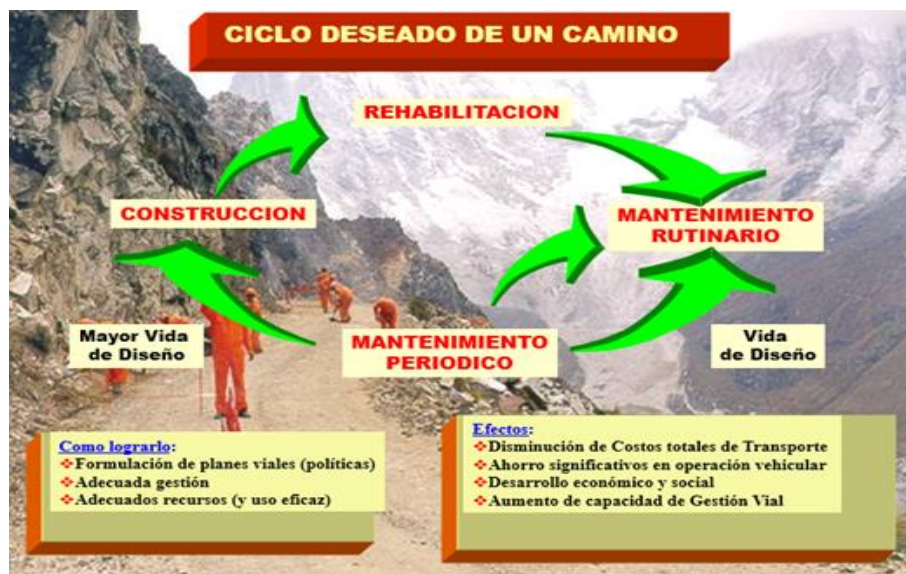 CICLO DESEADO DE UN CAMINO
REHABILITACION
CONSTRUCCION
MANTENIMIENTO
RUTINARIO
Mayor Vida
de Diseño
MANTENIMIENTO
PERIODICO
Vida
de Diseño
Como lograrlo:
❖Formulación de planes viales (políticas)
❖Adecuada gestión
❖Adecuados recursos (y uso eficaz)
Efectos:
❖Disminución de Costos totales de Transporte
❖Ahorro significativos en operación vehicular
❖Desarrollo económico y social
❖Aumento de capacidad de Gestión Vial